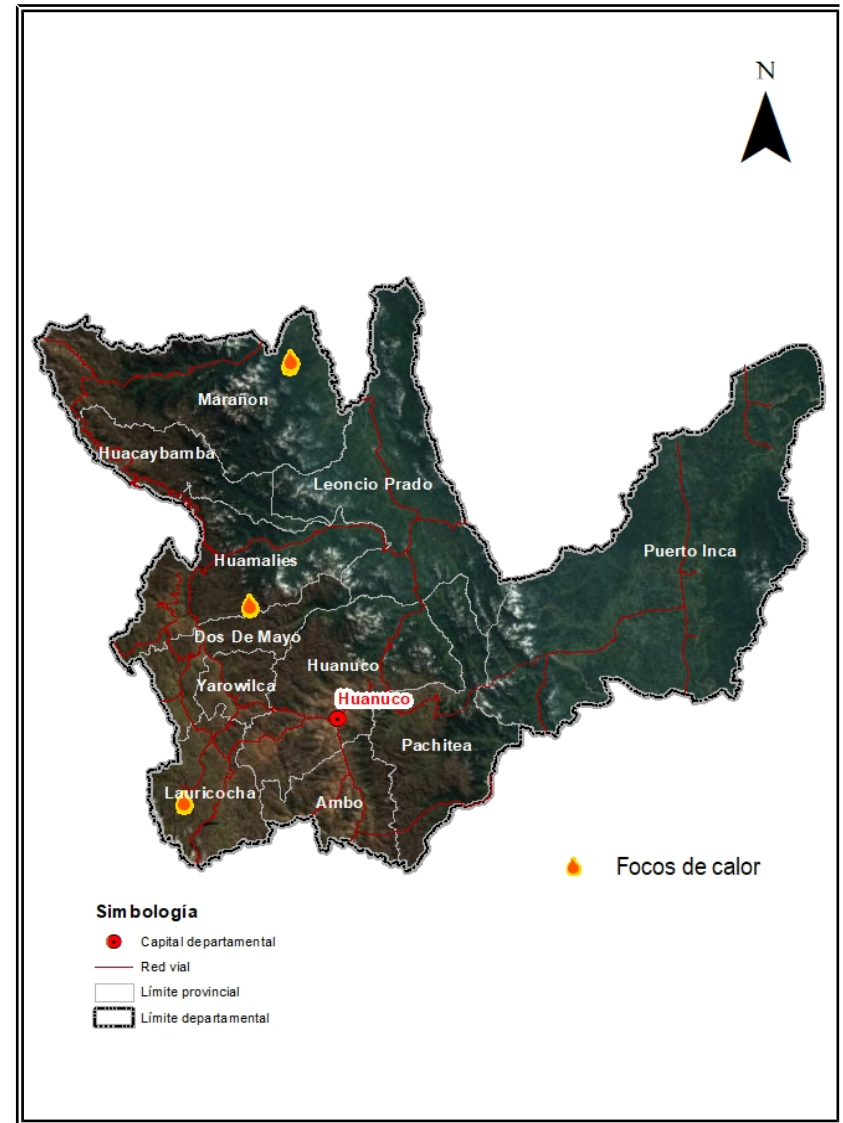 N
Marañon
Huacaybamba
Leoncio Prado
Huamalies
Puerto Inca
Dos De Mayo
Huanuco
Yarowilca
Huanuco
Pachitea
Lauricocha
Ambo
Focos de calor
Simbología
Capital departamental
Red vial
Límite provincial
Límite departamental